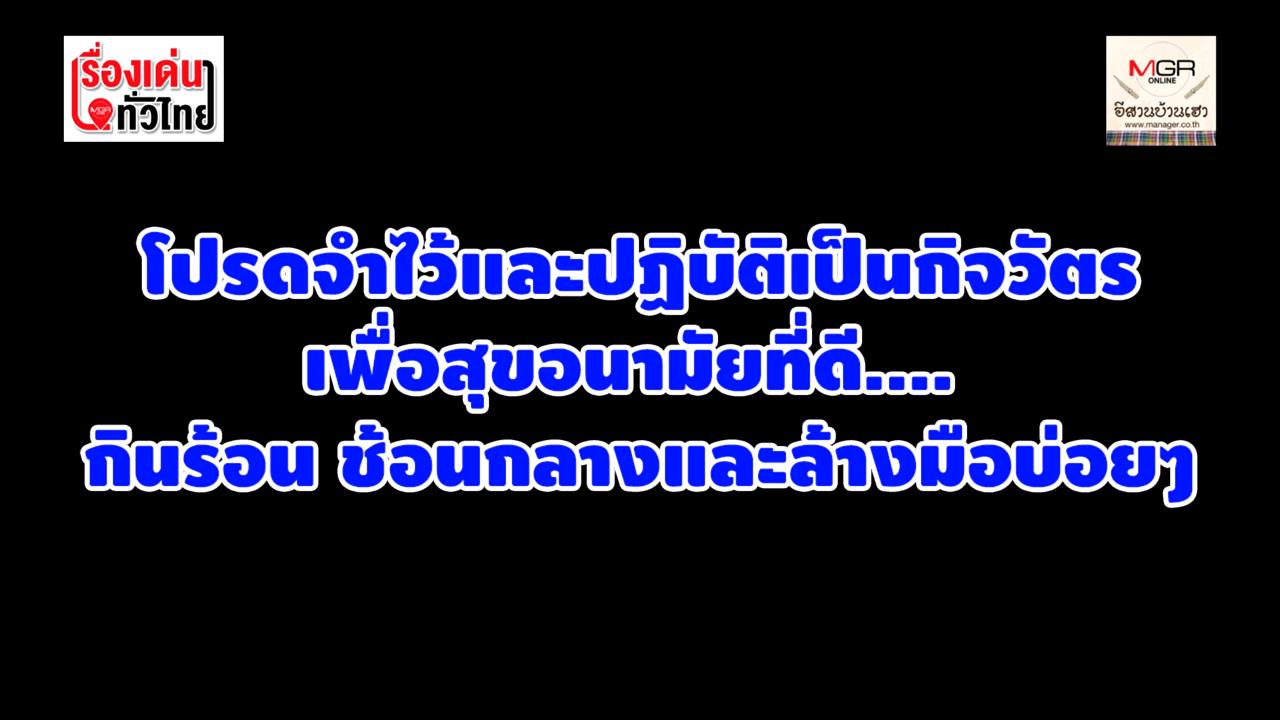 เรื่องเด่น
ทั่วไทย
MGR
ONLINE
อีสานบ้านเฮา
www.manager.co.th
โปรดจำไว้และปฏิบัติเป็นกิจวัตร
เพื่อสุขอนามัยที่ดี....
กินร้อน ช้อนกลางและล้างมือบ่อยๆ